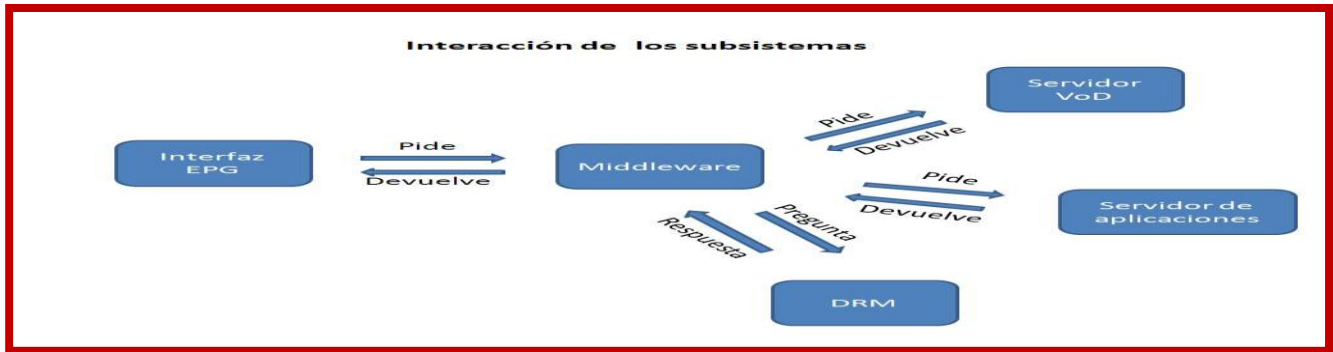 Interacción de los subsistemas
Servidor
VoD
Pide
Devuelve
Interfaz
EPG
Pide
Devuelve
Middleware
Pide
Devuelve
Servidor de
aplicaciones
Respuesta
Pregunta
DRM